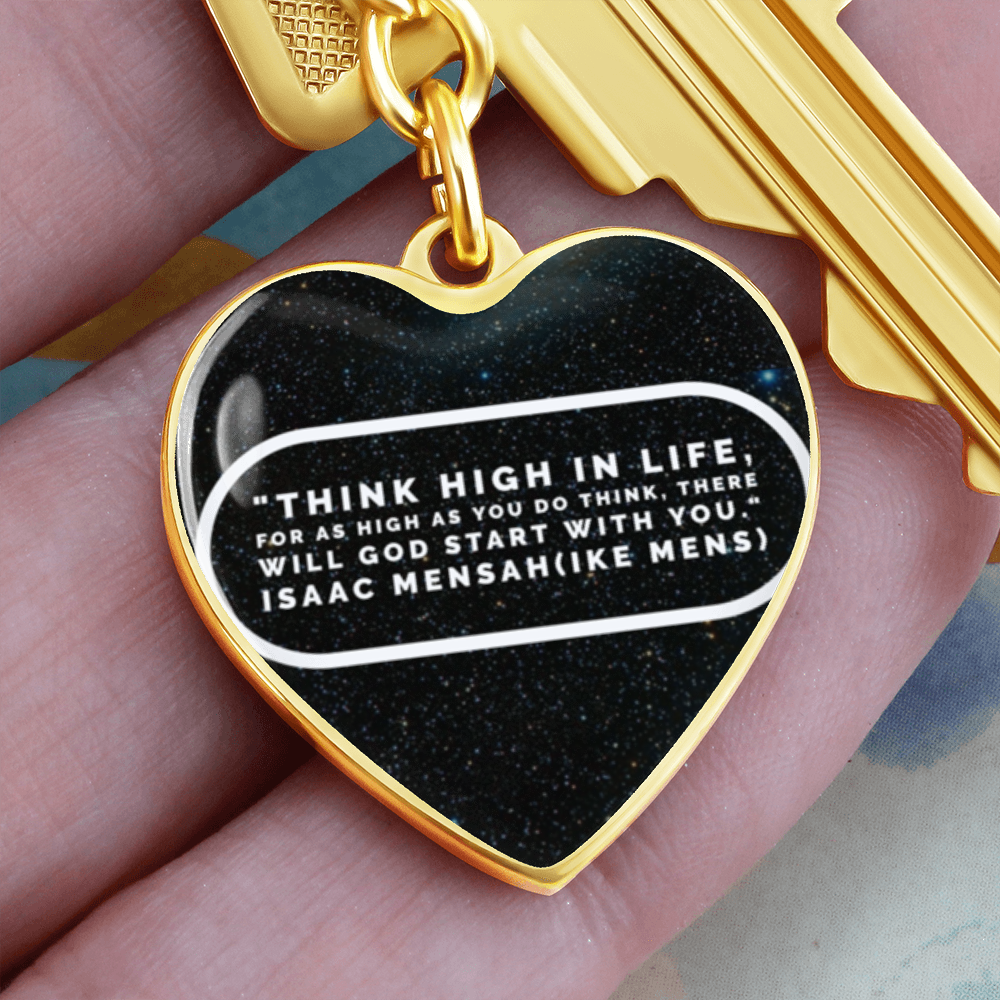 "THINK HIGH IN LIFE,
FOR AS HIGH AS YOU DO THINK, THERE
WILL GOD START WITH YOU."
ISAAC MENSAH(IKE MENS)